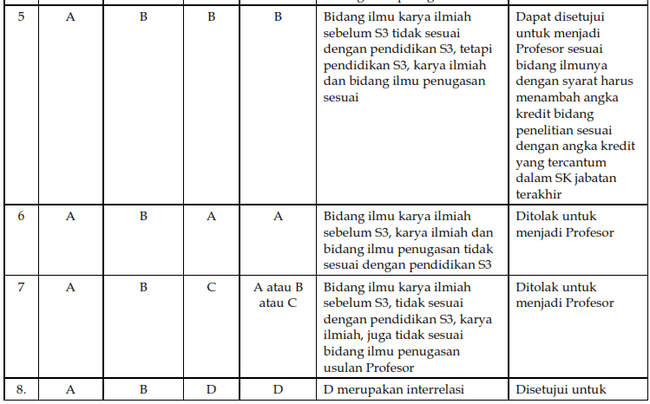 5 A B B B Bidang ilmu karya ilmiah Dapat disetujui
sebelum S3 tidak sesuai untuk menjadi
dengan pendidikan S3, tetapi Profesor sesuai
pendidikan S3, karya ilmiah bidang ilmunya
dan bidang ilmu penugasan dengan syarat harus
sesuai menambah angka
kredit bidang
penelitian sesuai
dengan angka kredit
yang tercantum
dalam SK jabatan
terakhir
6 A B A A Bidang ilmu karya ilmiah Ditolak untuk
sebelum S3, karya ilmiah dan menjadi Profesor
bidang ilmu penugasan tidak
sesuai dengan pendidikan S3
7 A B C A atau B Bidang ilmu karya ilmiah Ditolak untuk
atau C sebelum S3, tidak sesuai menjadi Profesor
dengan pendidikan S3, karya
ilmiah, juga tidak sesuai
bidang ilmu penugasan
usulan Profesor
8. A B D D D merupakan interrelasi Disetujui untuk